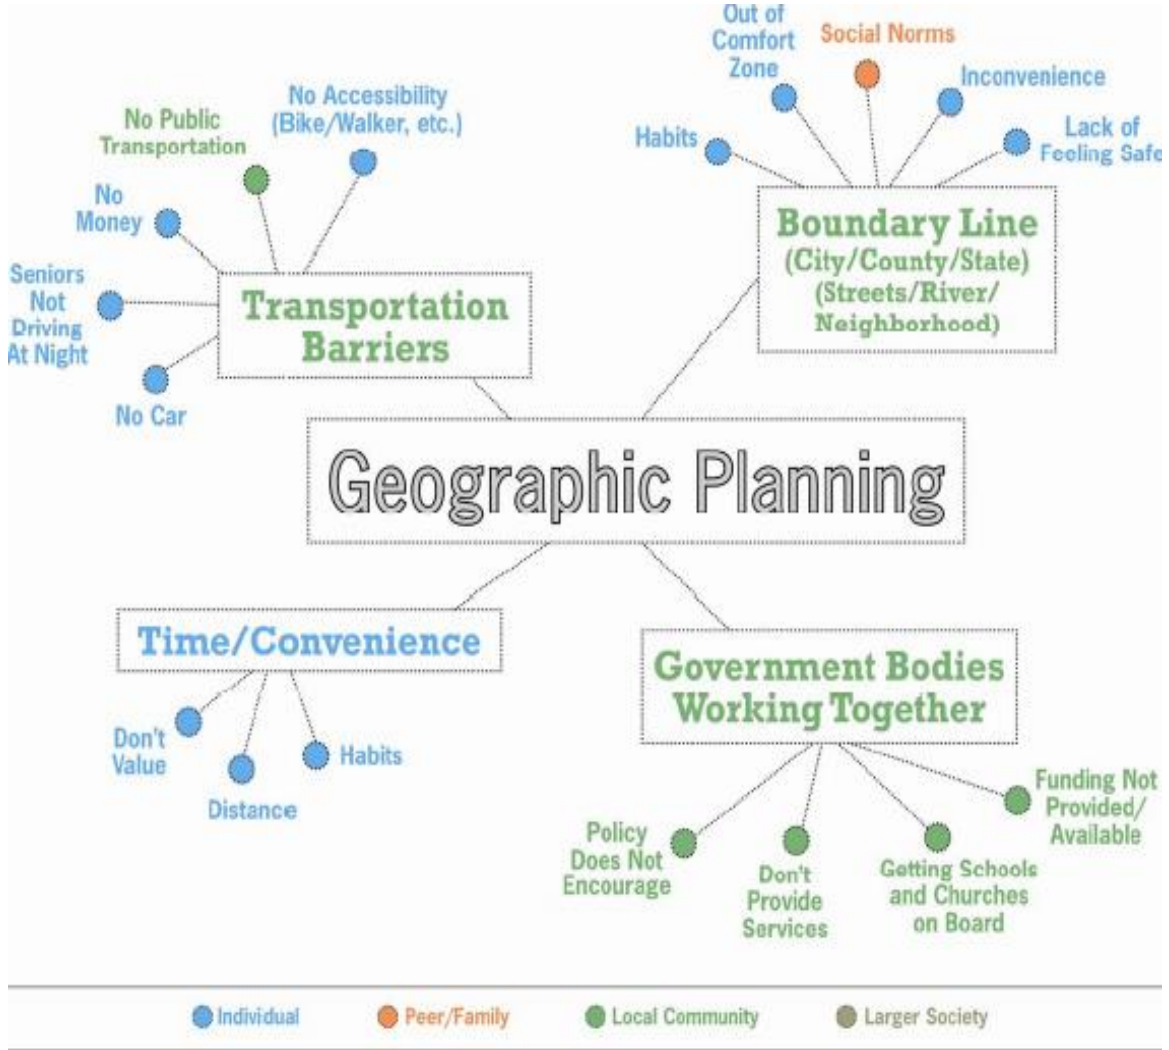 Out of
Comfort
Zone
Social Norms
Inconvenience
Habits
Lack of
Feeling Safe
No Accessibility
(Bike/Walker, etc.)
No Public
Transportation
No
Money
Seniors
Not
Driving
At Night
No Car
Transportation
Barriers
Boundary Line
(City/County/State)
(Streets/River/
Neighborhood)
Geographic Planning
Time/Convenience
Don't
Value
Distance
Habits
Government Bodies
Working Together
Policy
Does Not
Encourage
Don't
Provide
Services
Getting Schools
and Churches
on Board
Funding Not
Provided/
Available
Individual
Peer/Family
Local Community
Larger Society